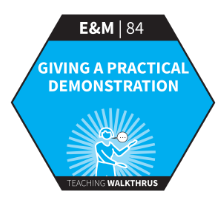 E&M | 84
GIVING A PRACTICAL
DEMONSTRATION
TEACHING WALKTHRUS